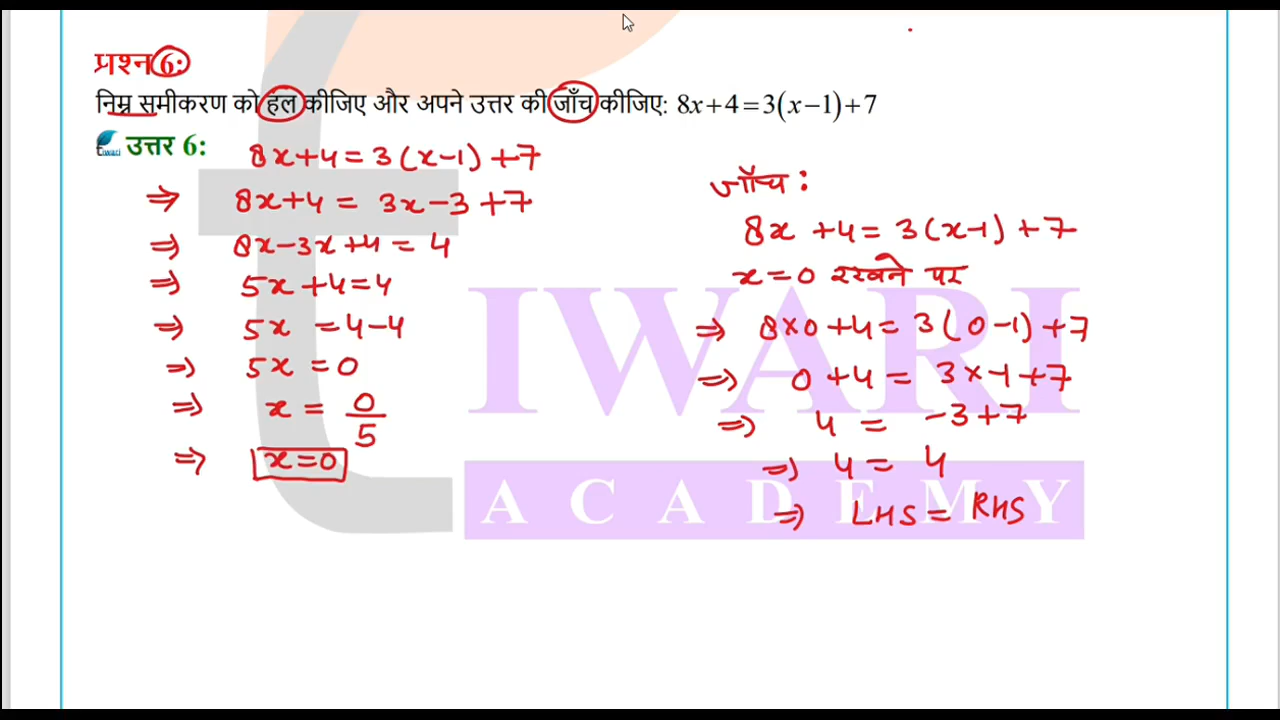 प्रश्न 6:
निम्न समीकरण को हल कीजिए और अपने उत्तर की जाँच कीजिए: 8x+4=3(x−1)+7
Tiwari उत्तर 6:
8x+4=3(x-1)+7
⇒ 8x+4= 3x-3+7
⇒ 8x-3x+4=4
⇒ 5x+4=4
⇒ 5x =4-4
⇒ 5x=0
⇒ x= 0/5
⇒ x=0
जाँच:
8x+4=3(x-1)+7
x=0 रखने पर
⇒ 8×0+4=3(0-1)+7
⇒ 0+4= 3×-1+7
⇒ 4 = -3+7
⇒ 4= 4
⇒ LHS= RHS
TIWARI
ACADEMY